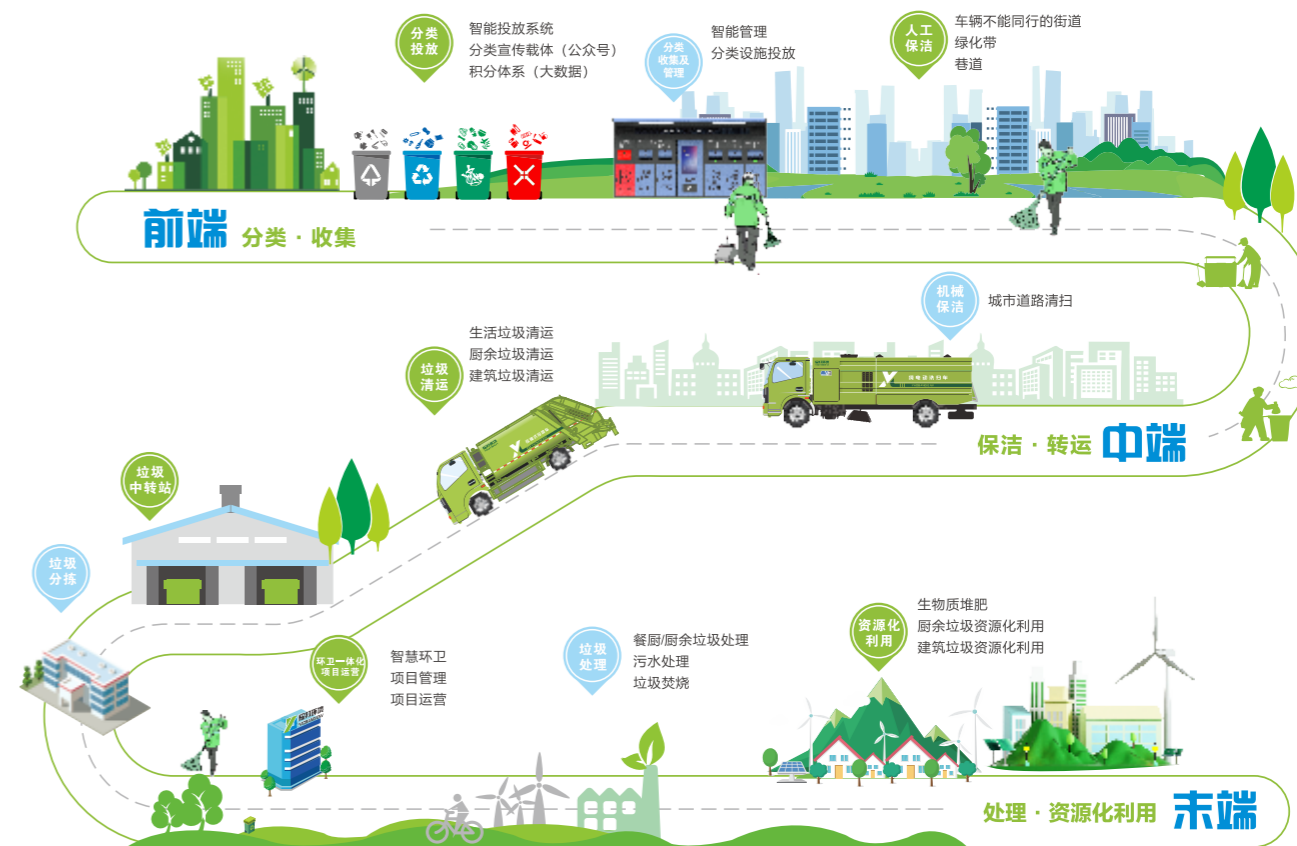 分类
投放
智能投放系统
分类宣传载体（公众号）
积分体系（大数据）
分类
收集及
管理
智能管理
分类设施投放
人工
保洁
车辆不能同行的街道
绿化带
巷道
前端 分类·收集
机械
保洁
城市道路清扫
垃圾
清运
生活垃圾清运
厨余垃圾清运
建筑垃圾清运
保洁·转运 中端
垃圾
中转站
垃圾
分拣
环卫一体化
项目运营
智慧环卫
项目管理
项目运营
垃圾
处理
餐厨/厨余垃圾处理
污水处理
垃圾焚烧
资源化
利用
生物质堆肥
厨余垃圾资源化利用
建筑垃圾资源化利用
处理·资源化利用 末端